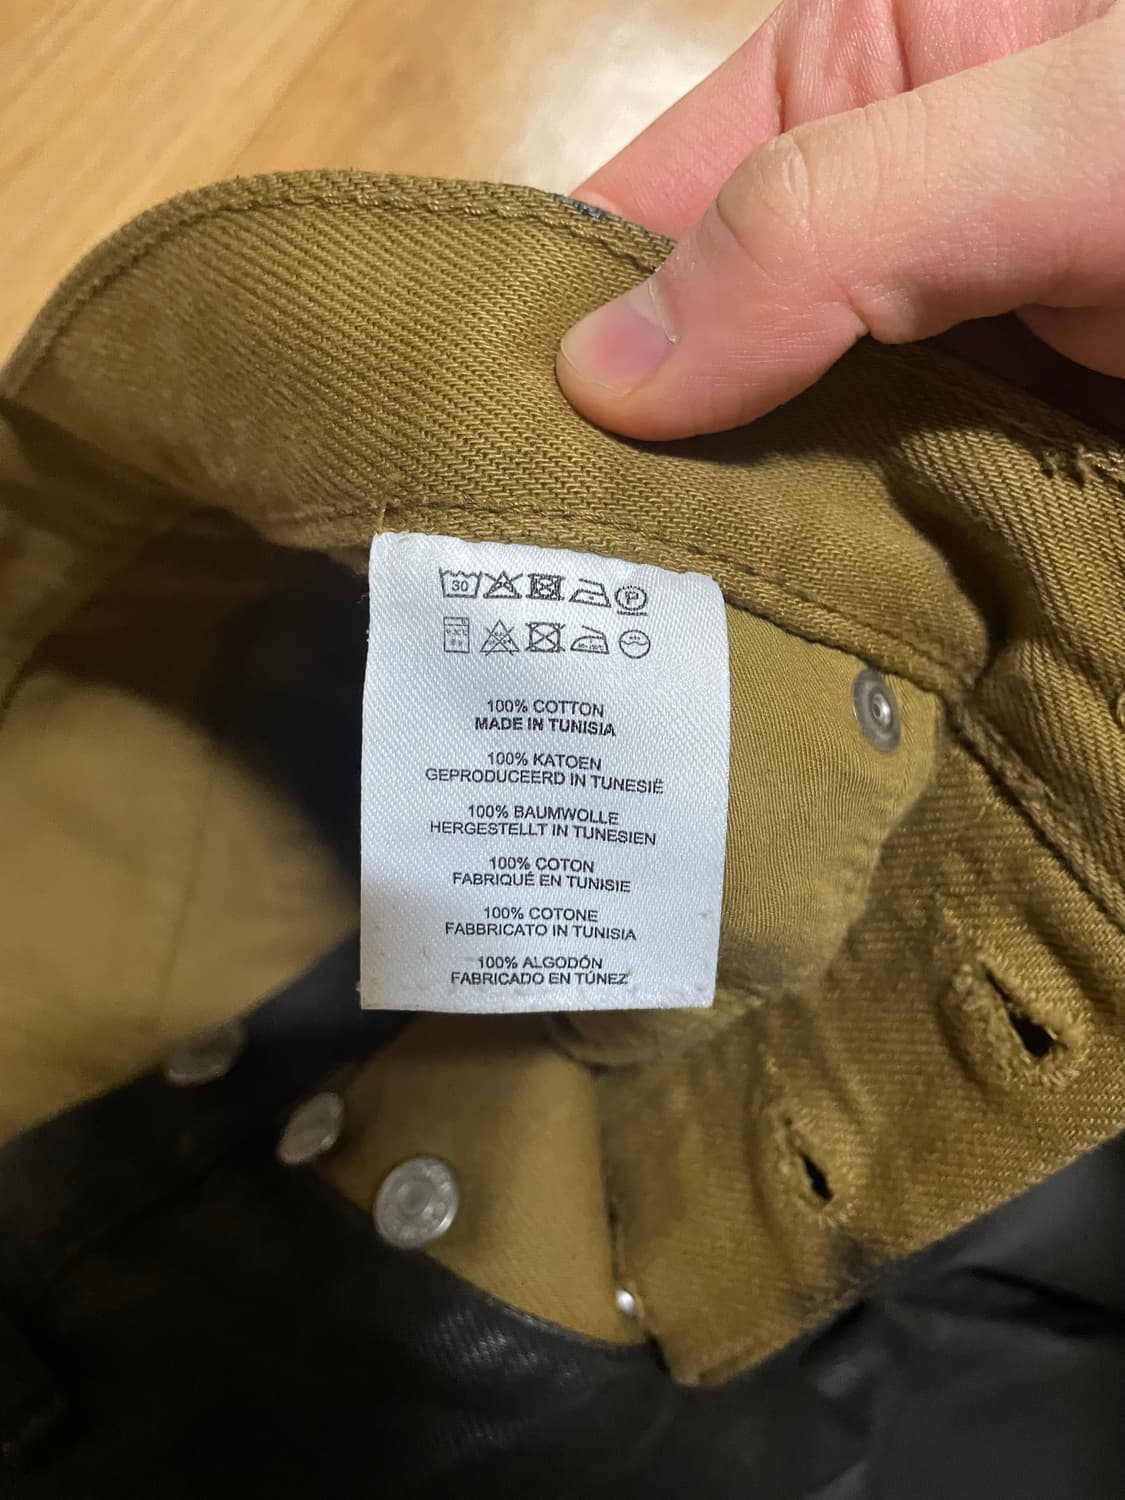 30 P
100% COTTON
MADE IN TUNISIA
100% KATOEN
GEPRODUCEERD IN TUNESIË
100% BAUMWOLLE
HERGESTELLT IN TUNESIEN
100% COTON
FABRIQUÉ EN TUNISIE
100% COTONE
FABBRICATO IN TUNISIA
100% ALGODÓN
FABRICADO EN TÚNEZ